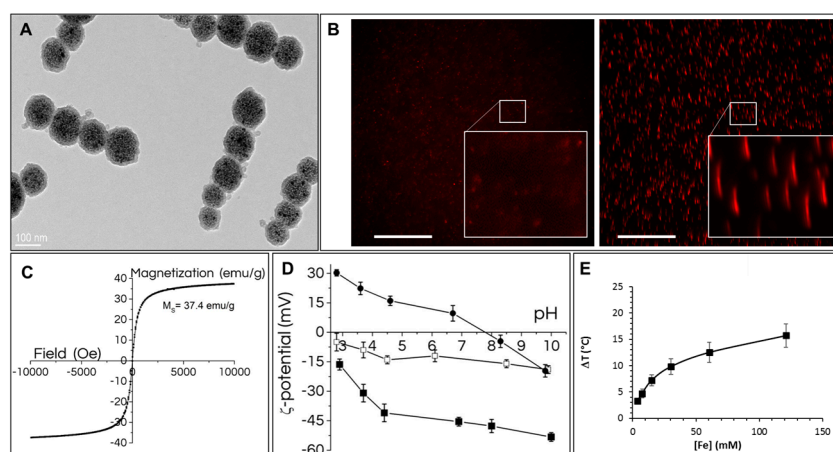 A
100 nm
B
C
Magnetization (emu/g)
40
30
20
10
0
-10
-20
-30
-40
Ms= 37.4 emu/g
Field (Oe)
-10000
-5000
0
5000
10000
D
ζ-potential (mV)
30
15
0
-15
-30
-45
-60
pH
3 4 5 6 7 8 9 10
E
ΔT (°C)
25
20
15
10
5
0
0 50 100 150
[Fe] (mM)